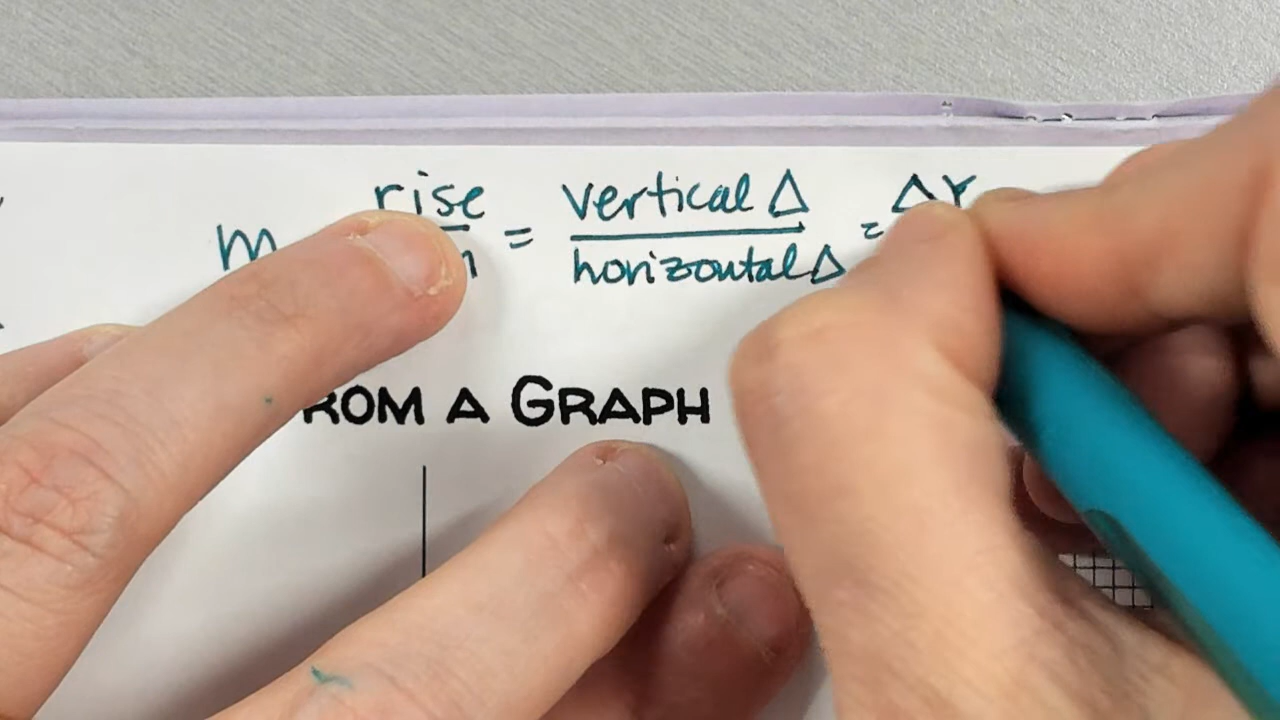 m rise = vertical Δ = ΔY
horizontal Δ
ROM A GRAPH